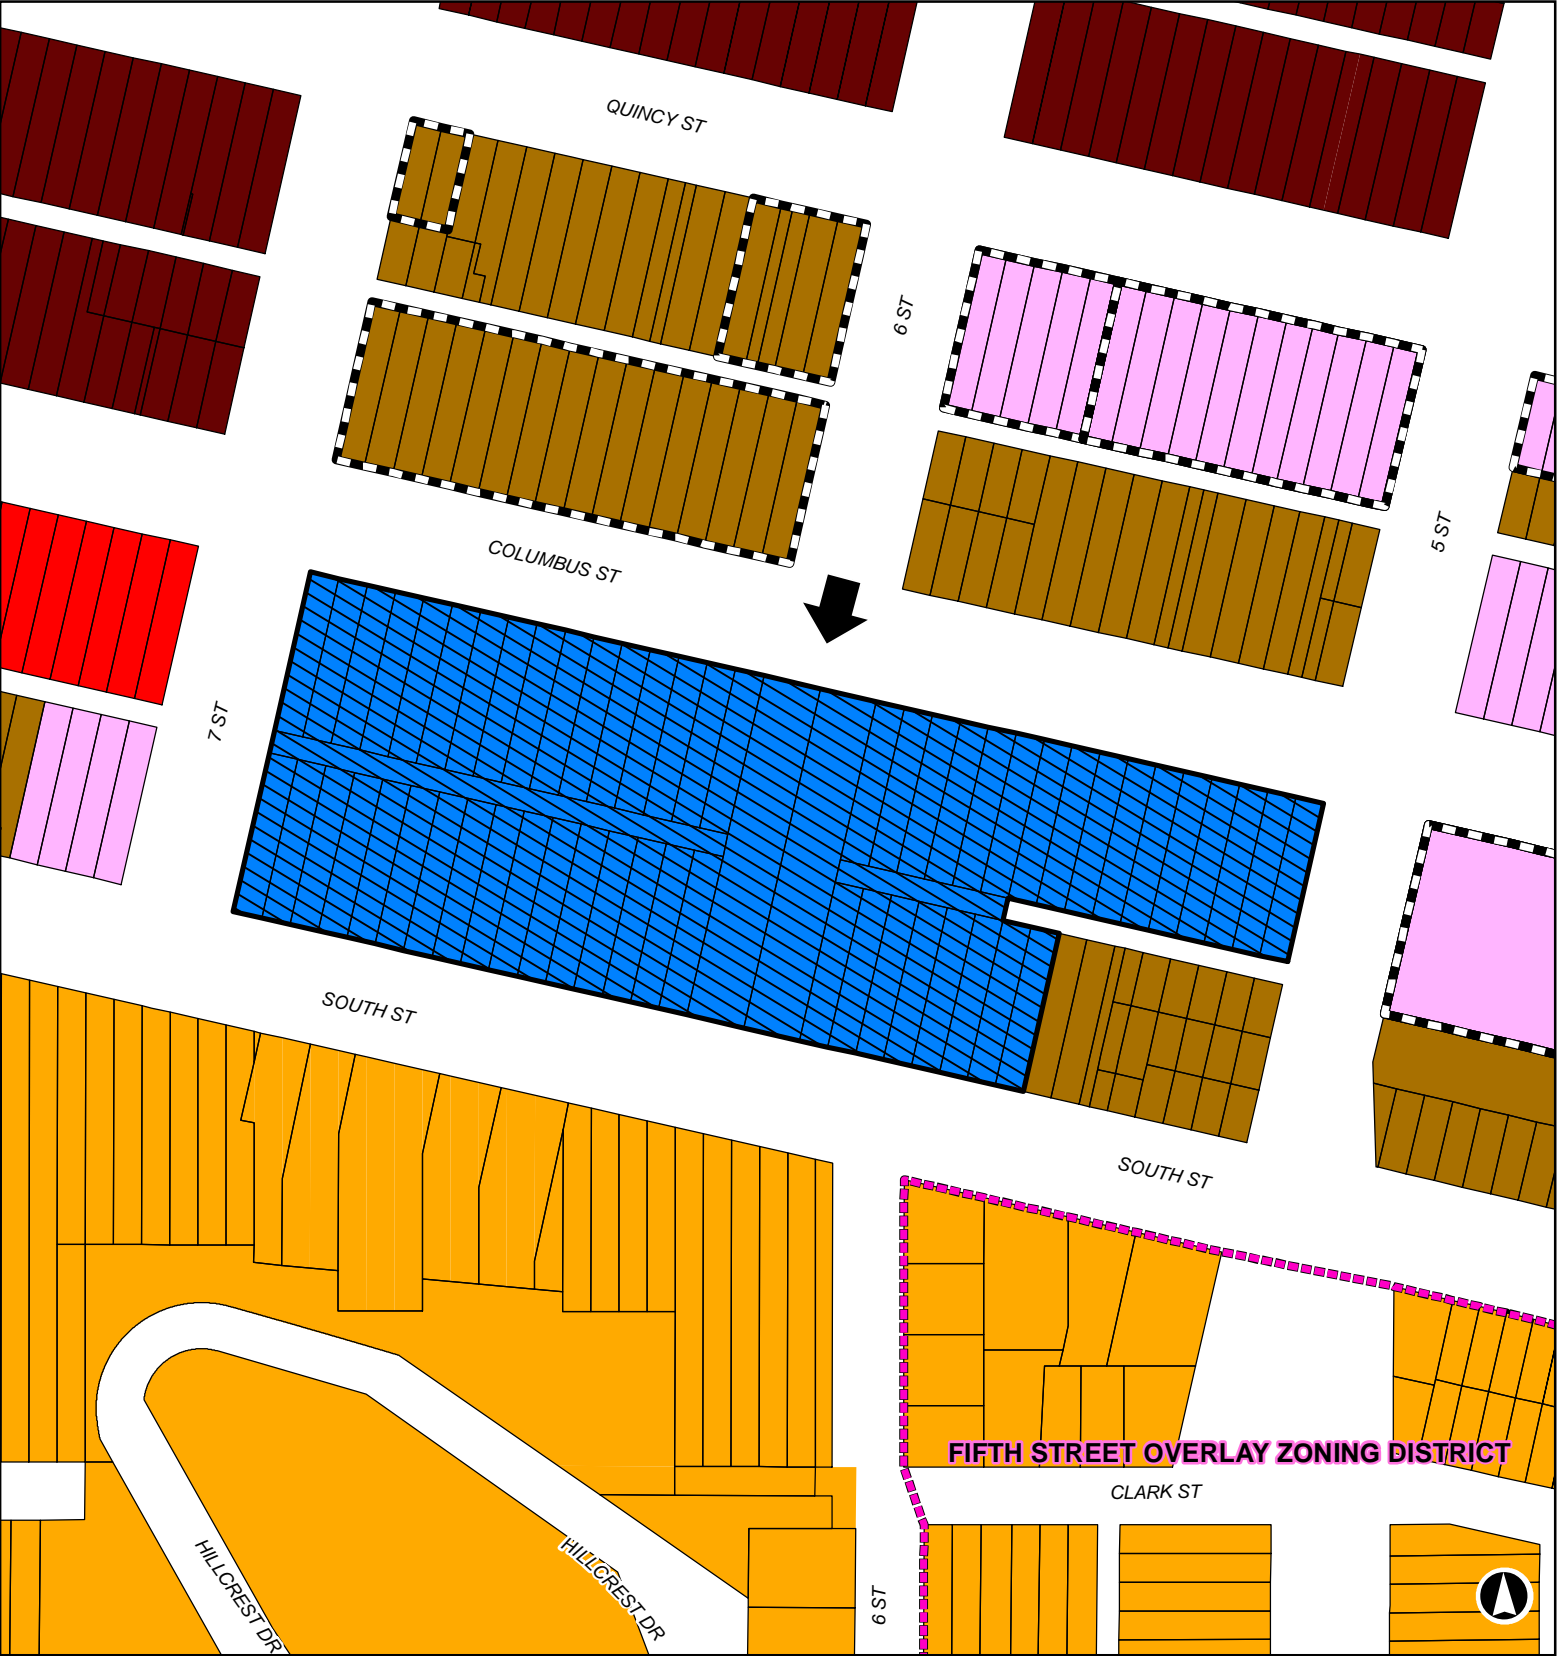 QUINCY ST
6 ST
5 ST
COLUMBUS ST
7 ST
SOUTH ST
SOUTH ST
FIFTH STREET OVERLAY ZONING DISTRICT
CLARK ST
HILLCREST DR
HILLCREST DR
6 ST